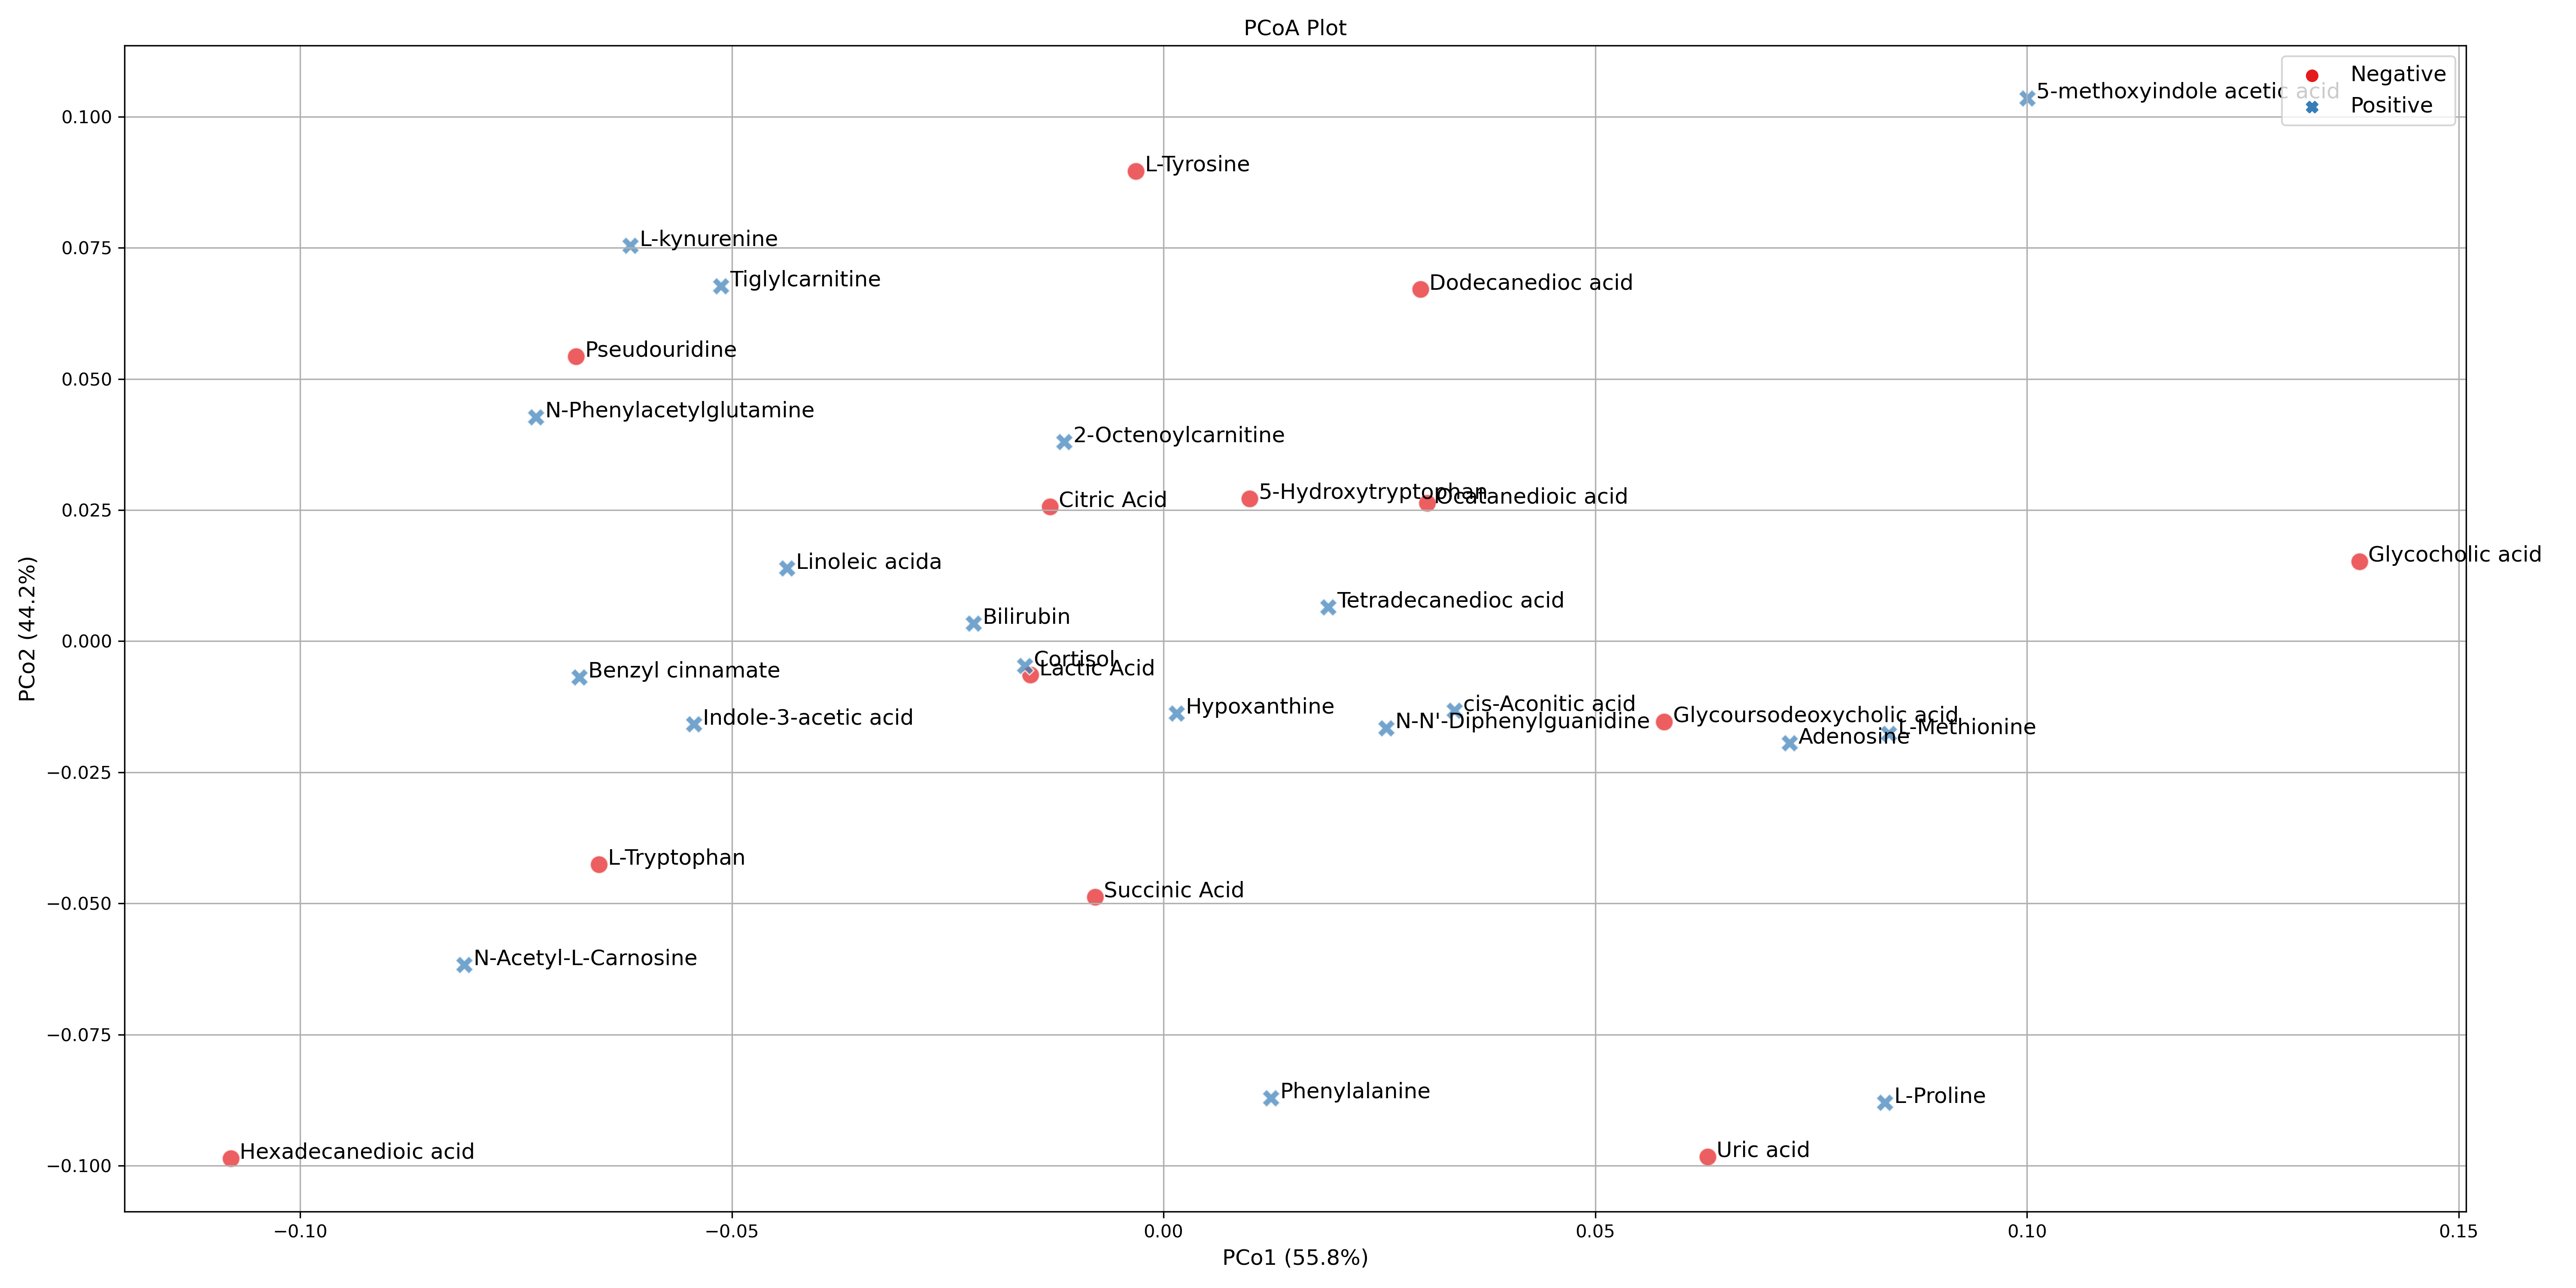 PCoA Plot
Negative
Positive
5-methoxyindole acetic acid
L-Tyrosine
L-kynurenine
Tiglylcarnitine
Dodecanedioc acid
Pseudouridine
N-Phenylacetylglutamine
2-Octenoylcarnitine
5-Hydroxytryptophan
Ocatanedioic acid
Citric Acid
Glycocholic acid
Linoleic acida
Tetradecanedioc acid
Bilirubin
Cortisol
Lactic Acid
Benzyl cinnamate
Indole-3-acetic acid
Hypoxanthine
cis-Aconitic acid
N-N'-Diphenylguanidine
Glycoursodeoxycholic acid
L-Methionine
Adenosine
L-Tryptophan
Succinic Acid
N-Acetyl-L-Carnosine
Phenylalanine
L-Proline
Hexadecanedioic acid
Uric acid
0.100
0.075
0.050
0.025
0.000
−0.025
−0.050
−0.075
−0.100
PCo2 (44.2%)
−0.10
−0.05
0.00
0.05
0.10
0.15
PCo1 (55.8%)